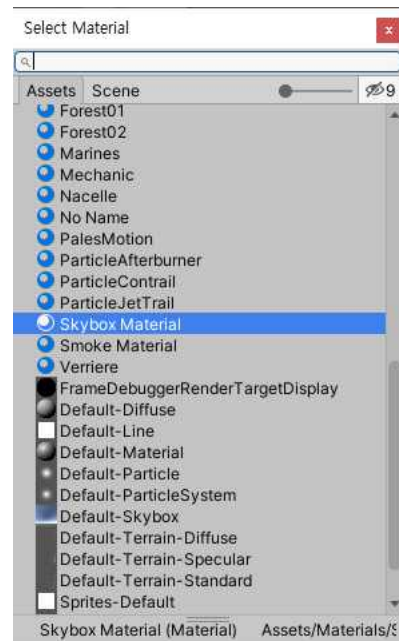 Select Material
x
Assets Scene 9
Forest01
Forest02
Marines
Mechanic
Nacelle
No Name
PalesMotion
ParticleAfterburner
ParticleContrail
ParticleJetTrail
Skybox Material
Smoke Material
Verriere
FrameDebuggerRenderTargetDisplay
Default-Diffuse
Default-Line
Default-Material
Default-Particle
Default-ParticleSystem
Default-Skybox
Default-Terrain-Diffuse
Default-Terrain-Specular
Default-Terrain-Standard
Sprites-Default
Skybox Material (Material) Assets/Materials/S